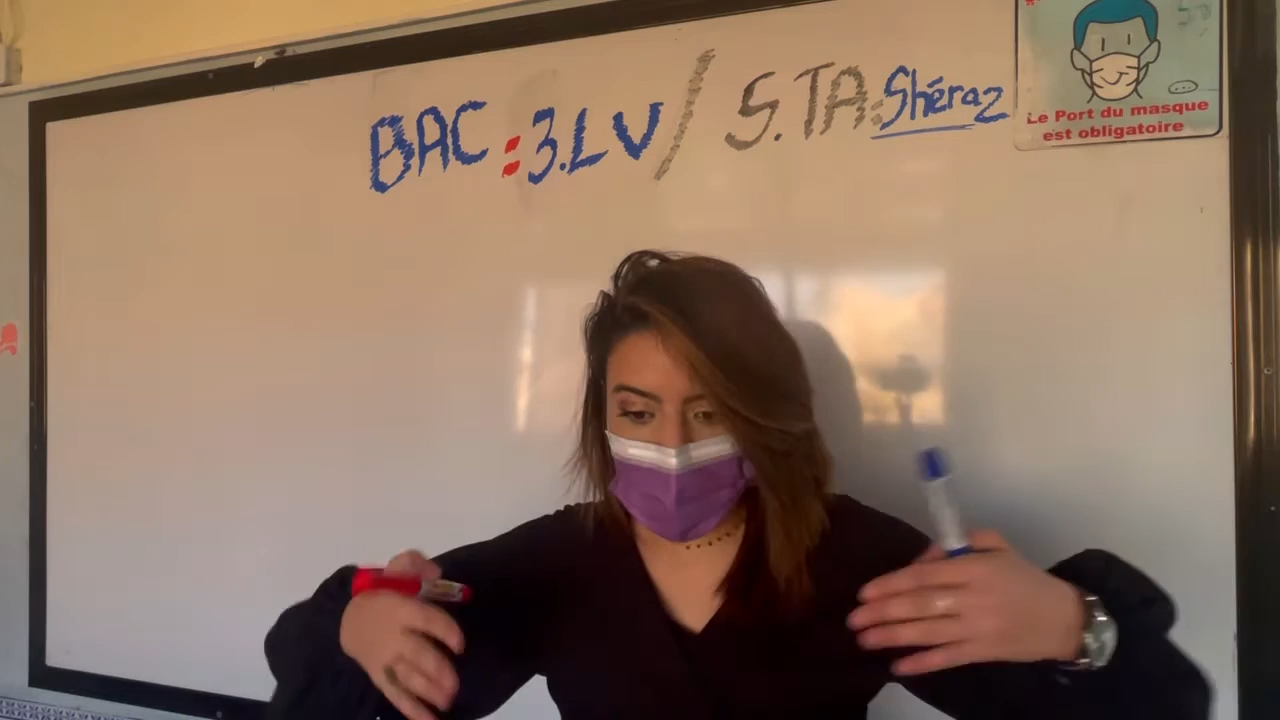 BAC : 3.LV / S.TA: Shéraz
Le Port du masque
est obligatoire